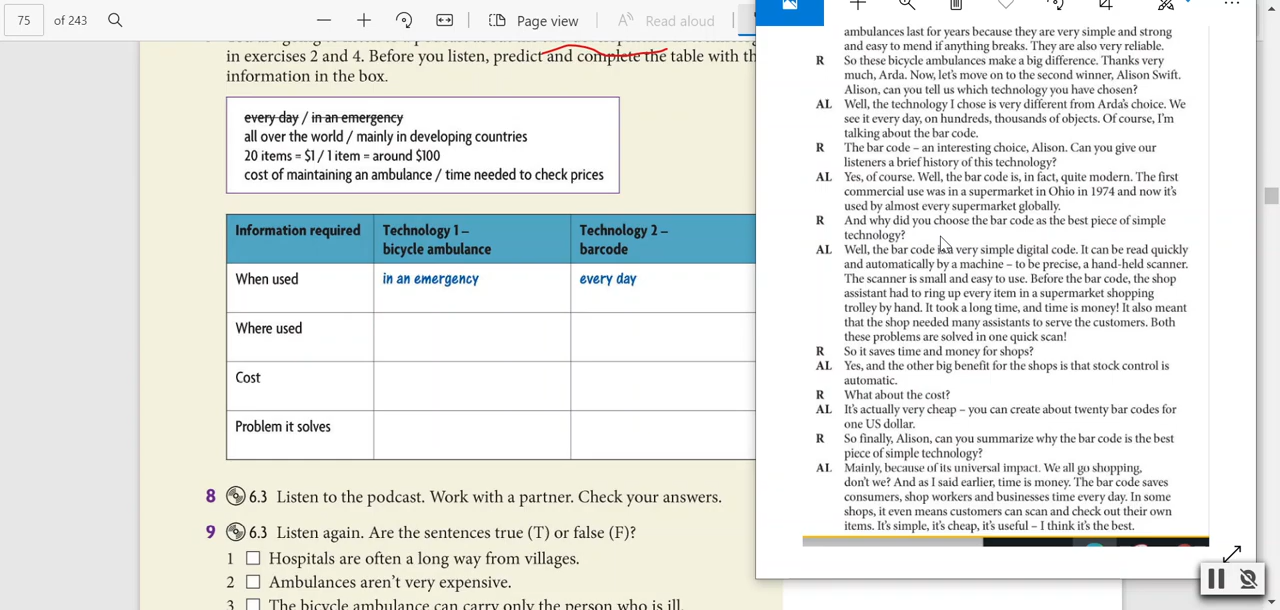 75 of 243 Page view Read aloud
in exercises 2 and 4. Before you listen, predict and complete the table with th
information in the box.
every day / in an emergency
all over the world / mainly in developing countries
20 items = $1 / 1 item = around $100
cost of maintaining an ambulance / time needed to check prices
Information required
Technology 1 –
bicycle ambulance
Technology 2 –
barcode
When used
in an emergency
every day
Where used
Cost
Problem it solves
8 6.3 Listen to the podcast. Work with a partner. Check your answers.
9 6.3 Listen again. Are the sentences true (T) or false (F)?
1 Hospitals are often a long way from villages.
2 Ambulances aren't very expensive.
3 The bicycle ambulance can carry only the person who is ill.
ambulances last for years because they are very simple and strong
and easy to mend if anything breaks. They are also very reliable.
R So these bicycle ambulances make a big difference. Thanks very
much, Arda. Now, let's move on to the second winner, Alison Swift.
Alison, can you tell us which technology you have chosen?
AL Well, the technology I chose is very different from Arda's choice. We
see it every day, on hundreds, thousands of objects. Of course, I'm
talking about the bar code.
R The bar code – an interesting choice, Alison. Can you give our
listeners a brief history of this technology?
AL Yes, of course. Well, the bar code is, in fact, quite modern. The first
commercial use was in a supermarket in Ohio in 1974 and now it's
used by almost every supermarket globally.
R And why did you choose the bar code as the best piece of simple
technology?
AL Well, the bar code is a very simple digital code. It can be read quickly
and automatically by a machine – to be precise, a hand-held scanner.
The scanner is small and easy to use. Before the bar code, the shop
assistant had to ring up every item in a supermarket shopping
trolley by hand. It took a long time, and time is money! It also meant
that the shop needed many assistants to serve the customers. Both
these problems are solved in one quick scan!
R So it saves time and money for shops?
AL Yes, and the other big benefit for the shops is that stock control is
automatic.
R What about the cost?
AL It's actually very cheap – you can create about twenty bar codes for
one US dollar.
R So finally, Alison, can you summarize why the bar code is the best
piece of simple technology?
AL Mainly, because of its universal impact. We all go shopping,
don't we? And as I said earlier, time is money. The bar code saves
consumers, shop workers and businesses time every day. In some
shops, it even means customers can scan and check out their own
items. It's simple, it's cheap, it's useful – I think it's the best.